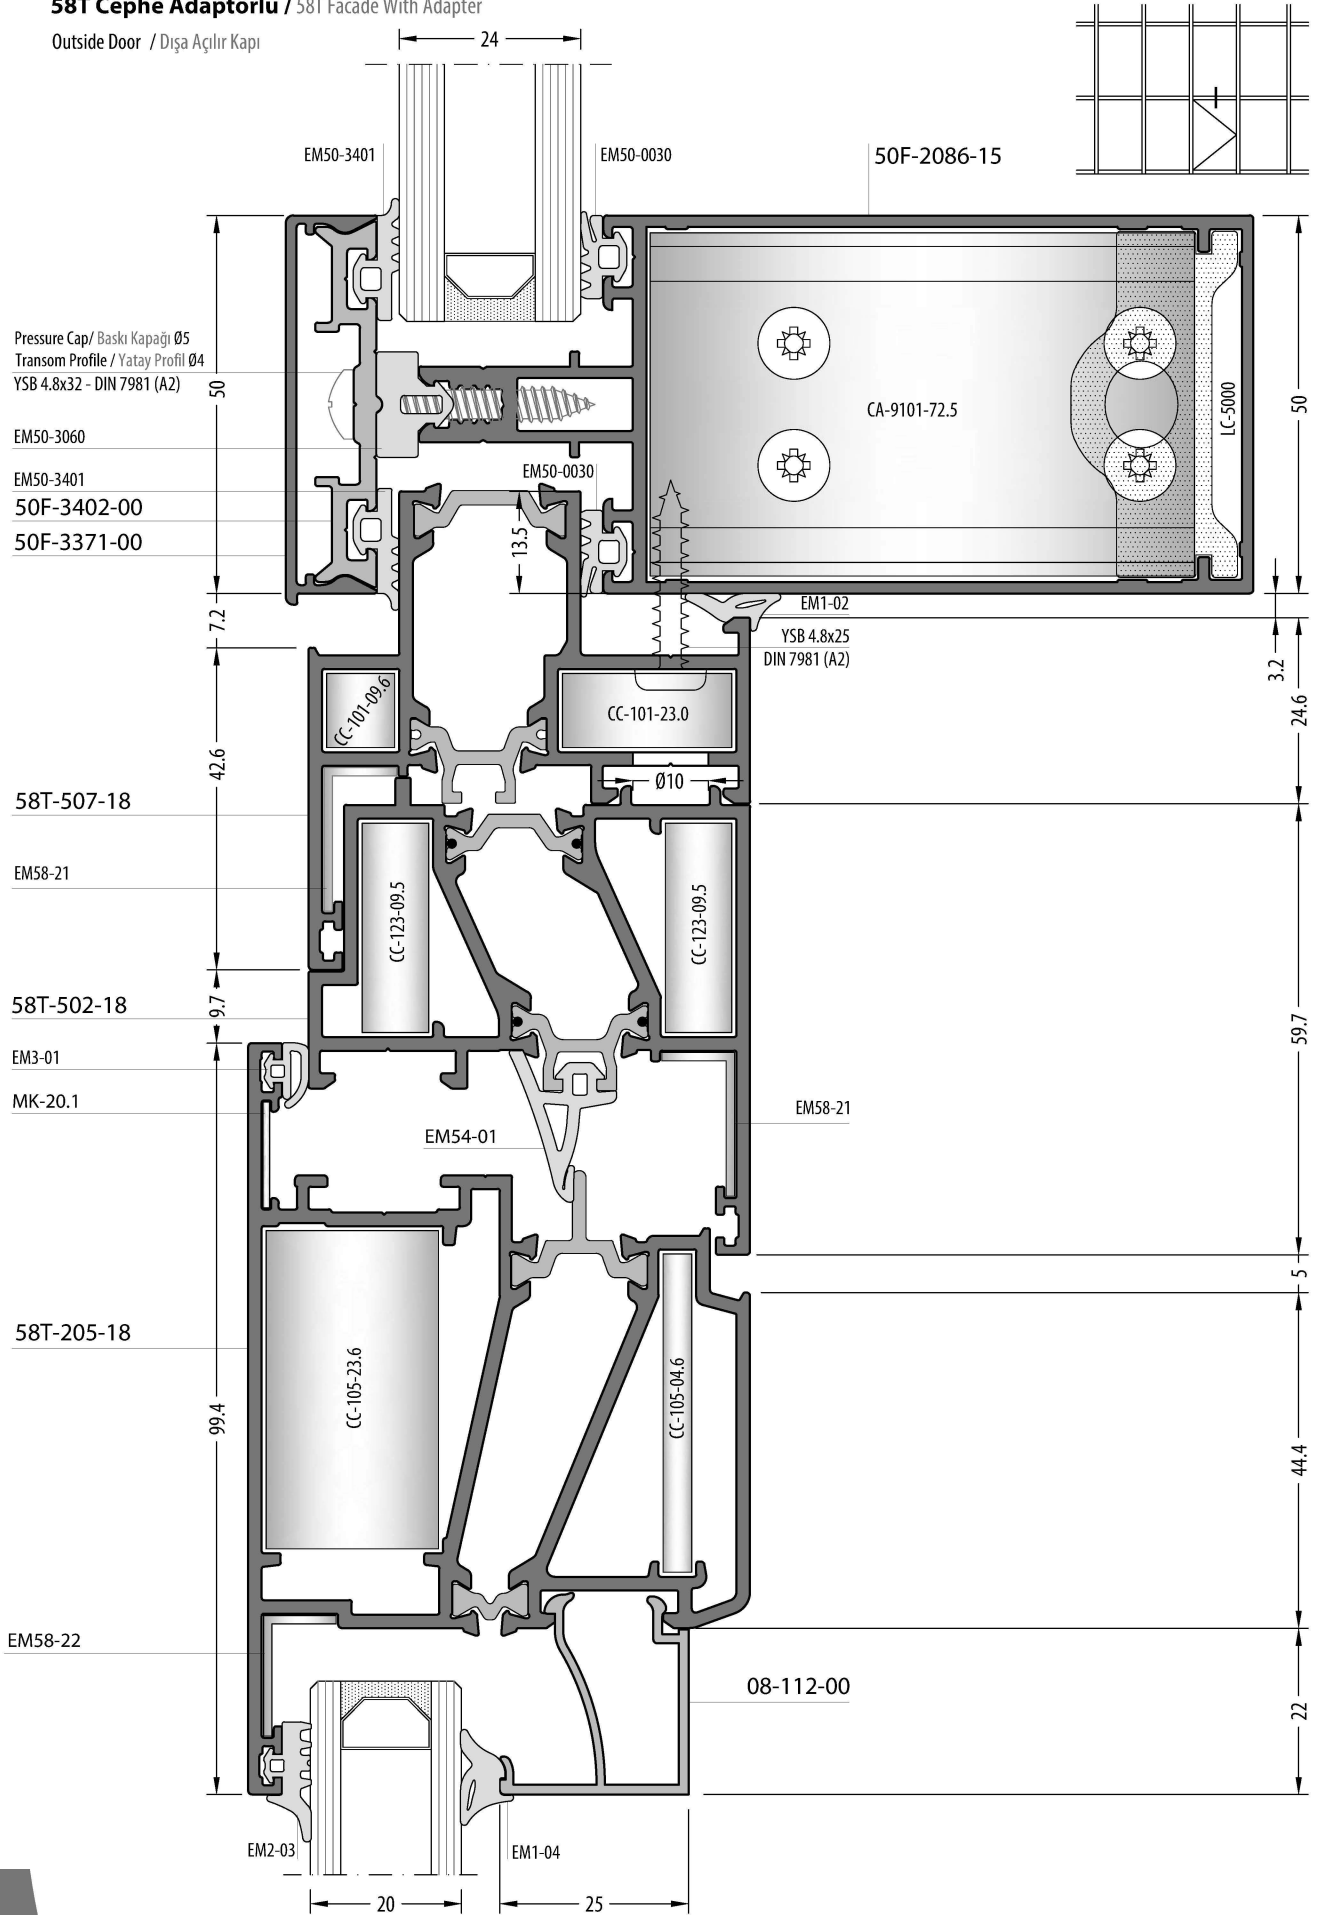 58T Cephe Adaptörlü / 58T Facade With Adapter
Outside Door / Dışa Açılır Kapı
24
EM50-3401
EM50-0030
50F-2086-15
Pressure Cap/ Baskı Kapağı Ø5
Transom Profile / Yatay Profil Ø4
YSB 4.8x32 - DIN 7981 (A2)
50
CA-9101-72.5
LC-5000
50
EM50-3060
EM50-3401
EM50-0030
50F-3402-00
50F-3371-00
13.5
7.2
EM1-02
YSB 4.8x25
DIN 7981 (A2)
3.2
24.6
CC-101-09.6
CC-101-23.0
42.6
Ø10
58T-507-18
EM58-21
CC-123-09.5
CC-123-09.5
58T-502-18
9.7
59.7
EM3-01
MK-20.1
EM54-01
EM58-21
5
58T-205-18
CC-105-23.6
CC-105-04.6
99.4
44.4
EM58-22
08-112-00
22
EM2-03
EM1-04
20
25